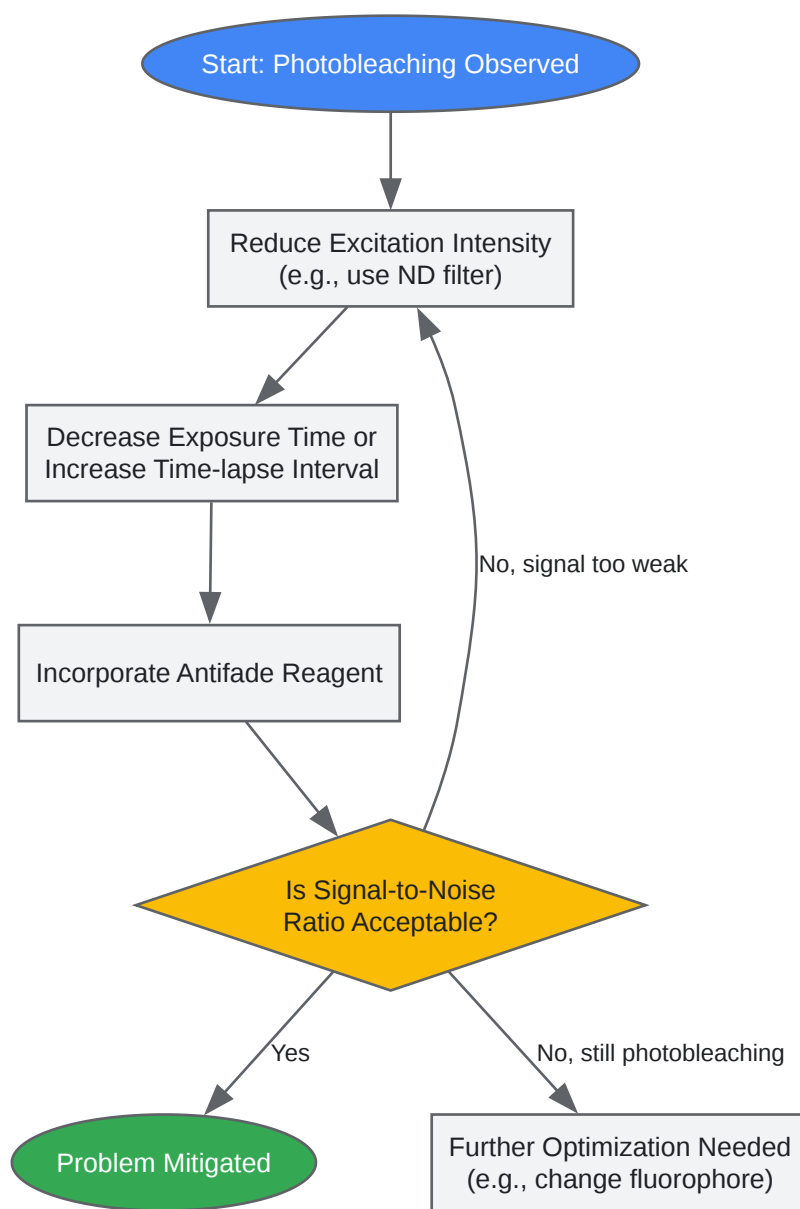 Start: Photobleaching Observed
Reduce Excitation Intensity
(e.g., use ND filter)
Decrease Exposure Time or
Increase Time-lapse Interval
No, signal too weak
Incorporate Antifade Reagent
Is Signal-to-Noise
Ratio Acceptable?
Yes
No, still photobleaching
Problem Mitigated
Further Optimization Needed
(e.g., change fluorophore)